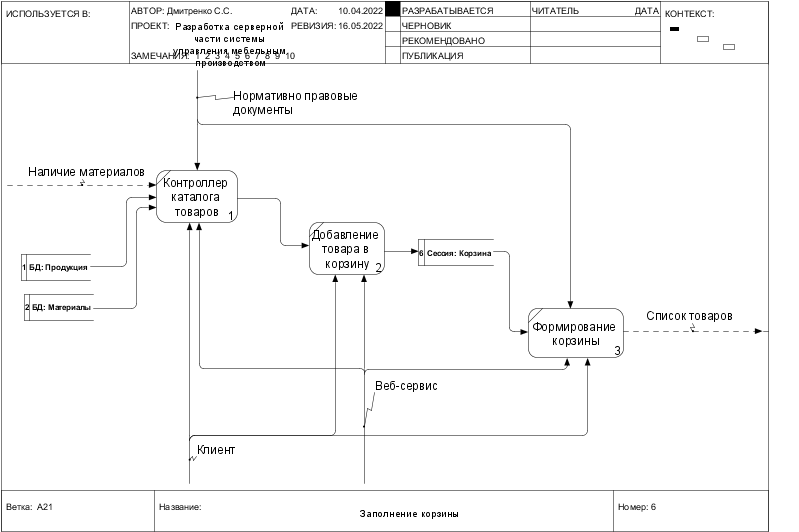 ИСПОЛЬЗУЕТСЯ В:
АВТОР: Дмитренко С.С.
ДАТА: 10.04.2022
РАЗРАБАТЫВАЕТСЯ
ЧИТАТЕЛЬ
ДАТА
КОНТЕКСТ:
ПРОЕКТ: Разработка серверной
части системы
управления мебельным
производством
РЕВИЗИЯ: 16.05.2022
ЧЕРНОВИК
РЕКОМЕНДОВАНО
ЗАМЕЧАНИЯ: 1 2 3 4 5 6 7 8 9 10
ПУБЛИКАЦИЯ
Нормативно правовые
документы
Наличие материалов
Контроллер
каталога
товаров
1
Добавление
товара в
корзину
2
6 Сессия: Корзина
1 БД: Продукция
2 БД: Материалы
Список товаров
Формирование
корзины
3
Веб-сервис
Клиент
Ветка: A21
Название:
Заполнение корзины
Номер: 6